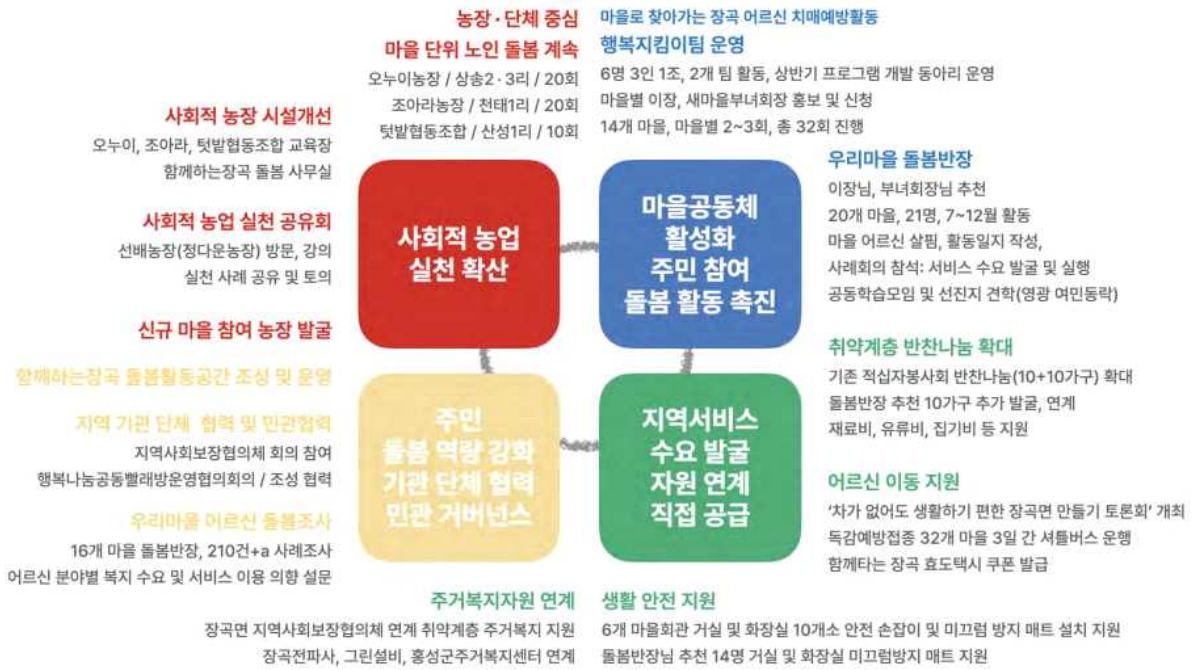 농장·단체 중심
마을 단위 노인 돌봄 계속
오누이농장 / 상송2·3리 / 20회
조아라농장 / 천태1리 / 20회
텃밭협동조합 / 산성1리 / 10회
마을로 찾아가는 장곡 어르신 치매예방활동
행복지킴이팀 운영
6명 3인 1조, 2개 팀 활동, 상반기 프로그램 개발 동아리 운영
마을별 이장, 새마을부녀회장 홍보 및 신청
14개 마을, 마을별 2~3회, 총 32회 진행
사회적 농장 시설개선
오누이, 조아라, 텃밭협동조합 교육장
함께하는장곡 돌봄 사무실
사회적 농업 실천 공유회
선배농장(정다운농장) 방문, 강의
실천 사례 공유 및 토의
신규 마을 참여 농장 발굴
사회적 농업
실천 확산
마을공동체
활성화
주민 참여
돌봄 활동 촉진
우리마을 돌봄반장
이장님, 부녀회장님 추천
20개 마을, 21명, 7~12월 활동
마을 어르신 살핌, 활동일지 작성,
사례회의 참석: 서비스 수요 발굴 및 실행
공동학습모임 및 선진지 견학(영광 여민동락)
함께하는장곡 돌봄활동공간 조성 및 운영
지역 기관 단체 협력 및 민관협력
지역사회보장협의체 회의 참여
행복나눔공동빨래방운영협의회의 / 조성 협력
우리마을 어르신 돌봄조사
16개 마을 돌봄반장, 210건+a 사례조사
어르신 분야별 복지 수요 및 서비스 이용 의향 설문
주민
돌봄 역량 강화
기관 단체 협력
민관 거버넌스
지역서비스
수요 발굴
자원 연계
직접 공급
취약계층 반찬나눔 확대
기존 적십자봉사회 반찬나눔(10+10가구) 확대
돌봄반장 추천 10가구 추가 발굴, 연계
재료비, 유류비, 집기비 등 지원
어르신 이동 지원
‘차가 없어도 생활하기 편한 장곡면 만들기 토론회’ 개최
독감예방접종 32개 마을 3일 간 셔틀버스 운행
함께타는 장곡 효도택시 쿠폰 발급
주거복지자원 연계
장곡면 지역사회보장협의체 연계 취약계층 주거복지 지원
장곡전파사, 그린설비, 홍성군주거복지센터 연계
생활 안전 지원
6개 마을회관 거실 및 화장실 10개소 안전 손잡이 및 미끄럼 방지 매트 설치 지원
돌봄반장님 추천 14명 거실 및 화장실 미끄럼방지 매트 지원